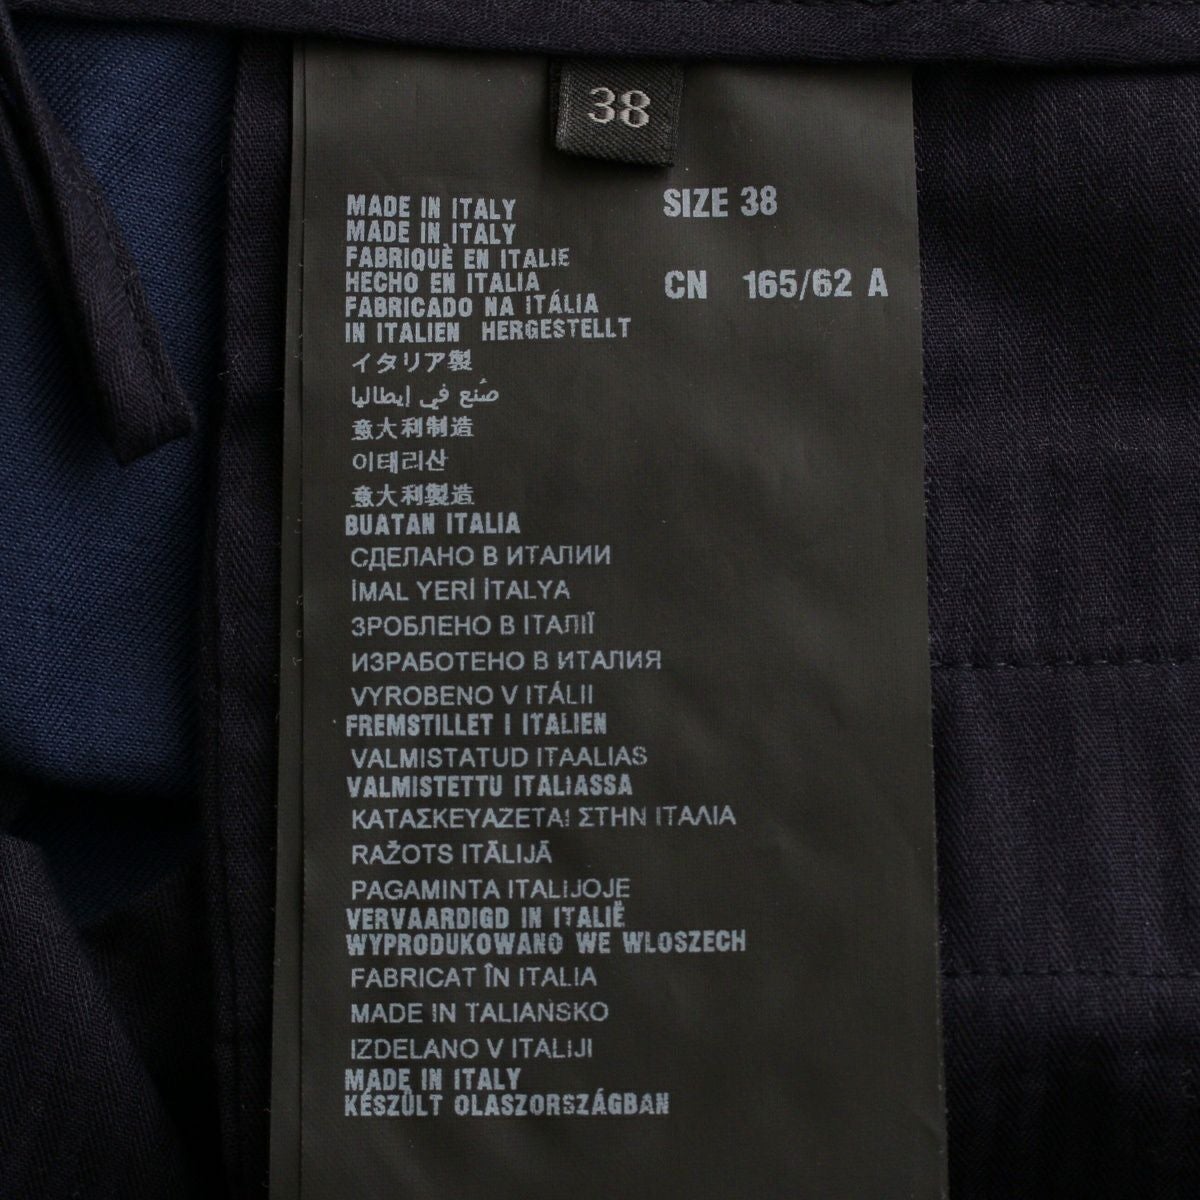 38
SIZE 38
CN 165/62 A
MADE IN ITALY
MADE IN ITALY
FABRIQUÈ EN ITALIE
HECHO EN ITALIA
FABRICADO NA ITÁLIA
IN ITALIEN HERGESTELLT
イタリア製
صُنع في إيطاليا
意大利制造
이태리산
意大利製造
BUATAN ITALIA
СДЕЛАНО В ИТАЛИИ
İMAL YERİ İTALYA
ЗРОБЛЕНО В ІТАЛІЇ
ИЗРАБОТЕНО В ИТАЛИЯ
VYROBENO V ITÁLII
FREMSTILLET I ITALIEN
VALMISTATUD ITAALIAS
VALMISTETTU ITALIASSA
ΚΑΤΑΣΚΕΥΑΖΕΤΑΙ ΣΤΗΝ ΙΤΑΛΙΑ
RAŽOTS ITĀLIJĀ
PAGAMINTA ITALIJOJE
VERVAARDIGD IN ITALIË
WYPRODUKOWANO WE WLOSZECH
FABRICAT ÎN ITALIA
MADE IN TALIANSKO
IZDELANO V ITALIJI
MADE IN ITALY
KÉSZÛLT OLASZORSZÁGBAN